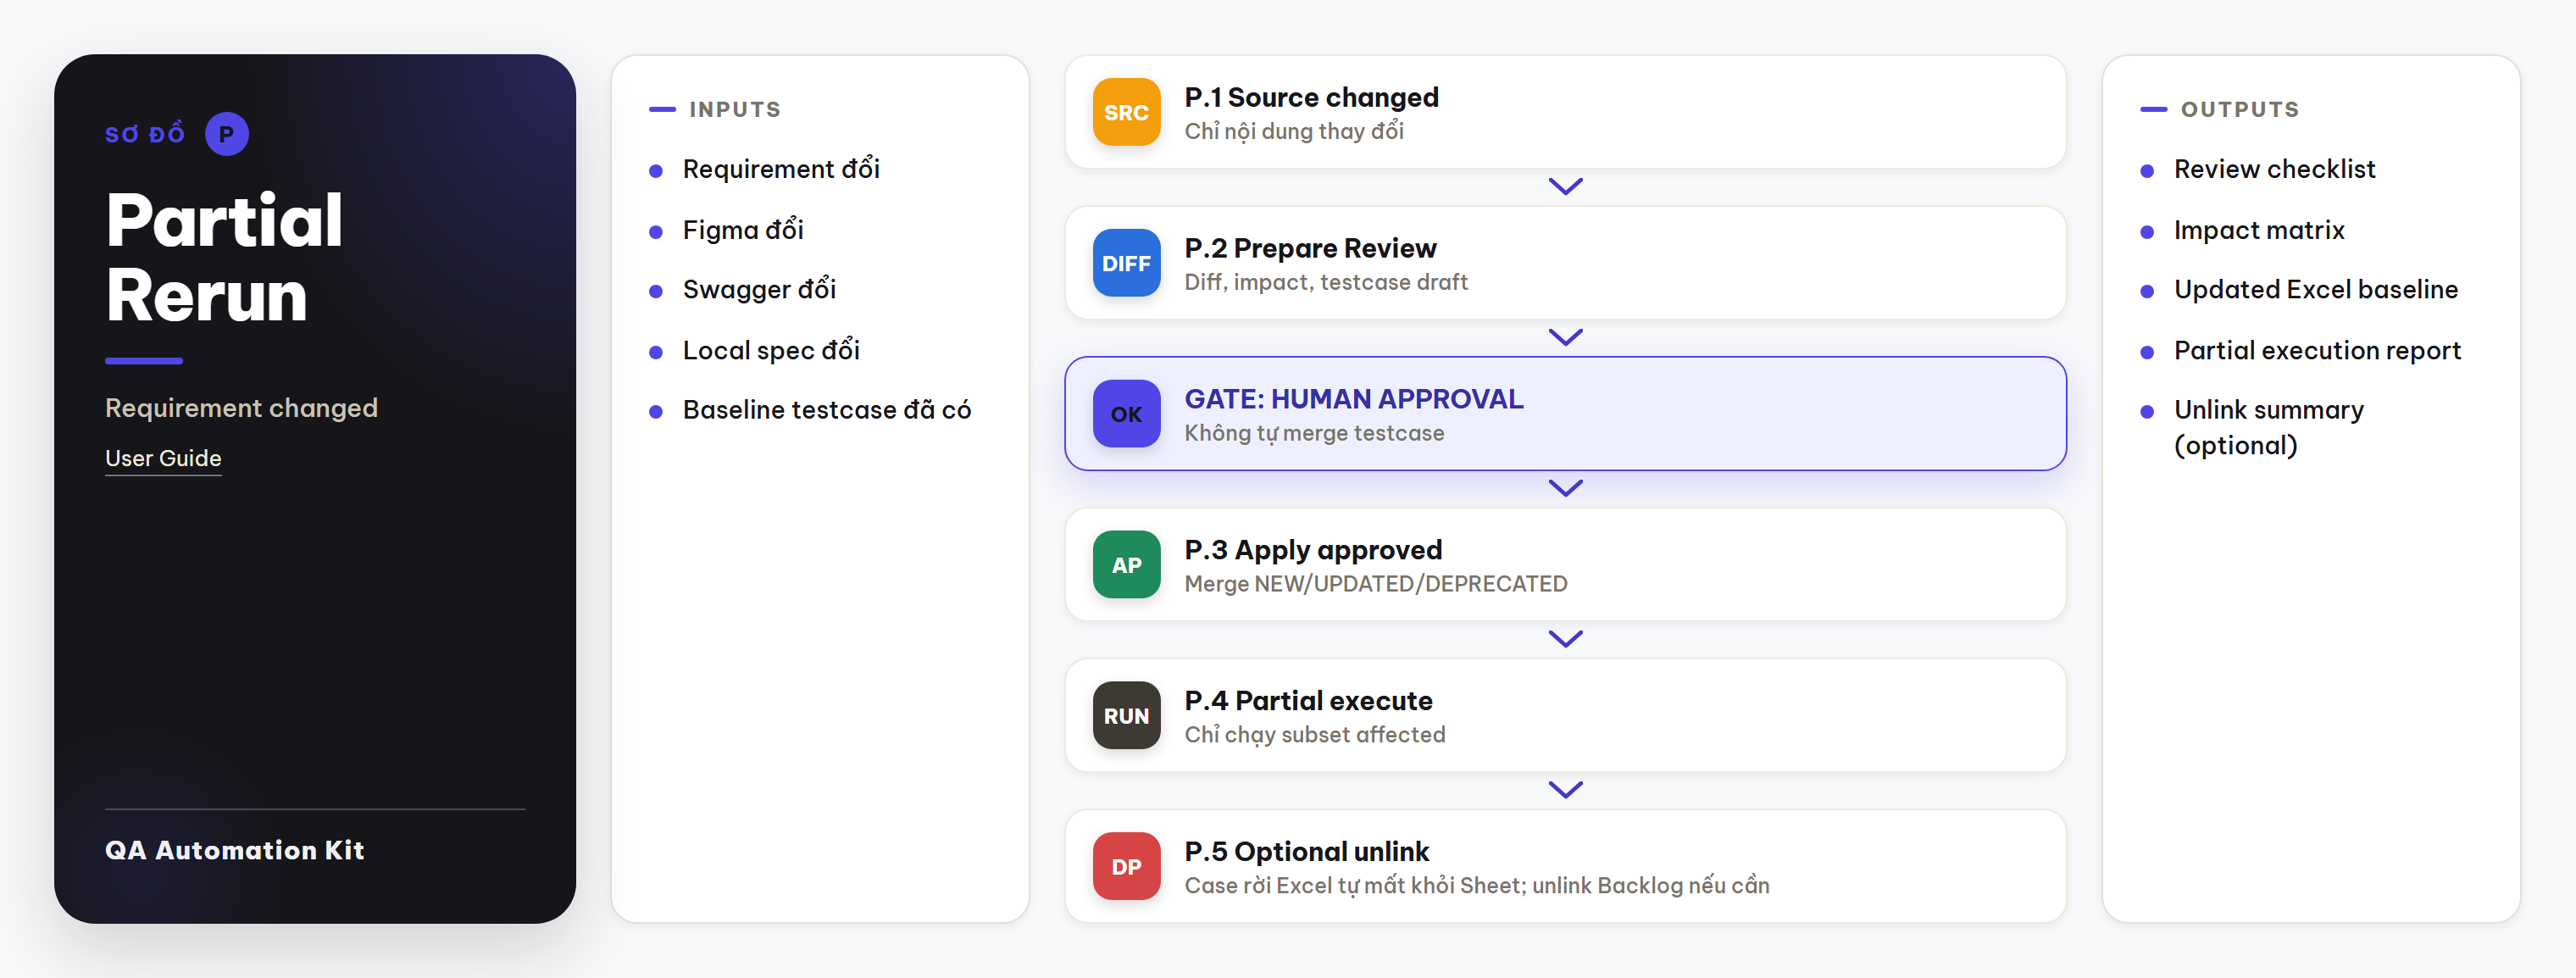 SƠ ĐỒ P
Partial
Rerun
Requirement changed
User Guide
QA Automation Kit
INPUTS
Requirement đổi
Figma đổi
Swagger đổi
Local spec đổi
Baseline testcase đã có
SRC
P.1 Source changed
Chỉ nội dung thay đổi
DIFF
P.2 Prepare Review
Diff, impact, testcase draft
OK
GATE: HUMAN APPROVAL
Không tự merge testcase
AP
P.3 Apply approved
Merge NEW/UPDATED/DEPRECATED
RUN
P.4 Partial execute
Chỉ chạy subset affected
DP
P.5 Optional unlink
Case rời Excel tự mất khỏi Sheet; unlink Backlog nếu cần
OUTPUTS
Review checklist
Impact matrix
Updated Excel baseline
Partial execution report
Unlink summary
(optional)